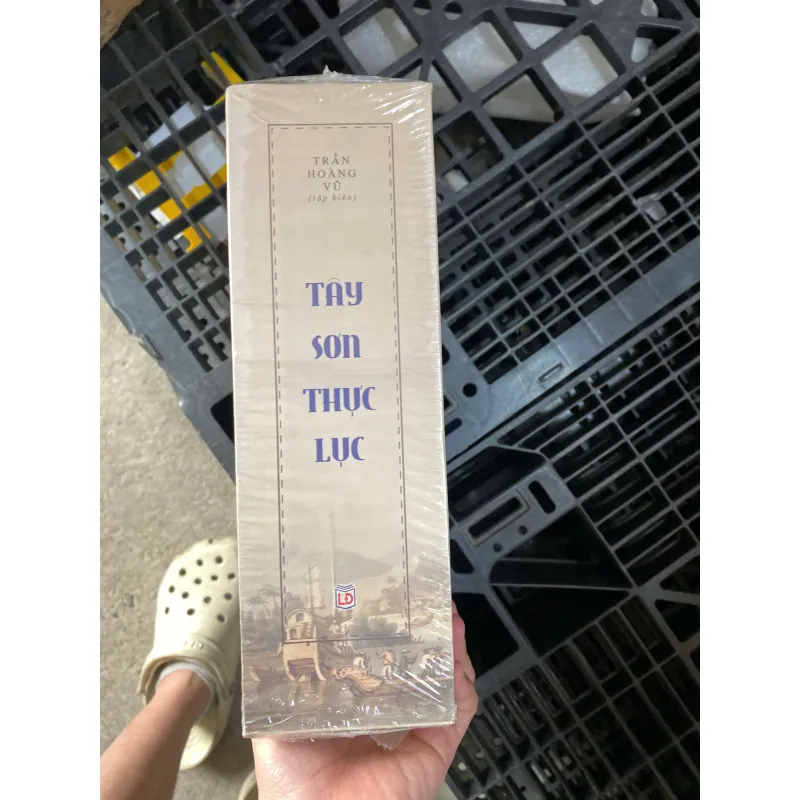 TRẦN
HOÀNG
VŨ
(tập biên)
TÂY
SƠN
THỰC
LỤC
LĐ